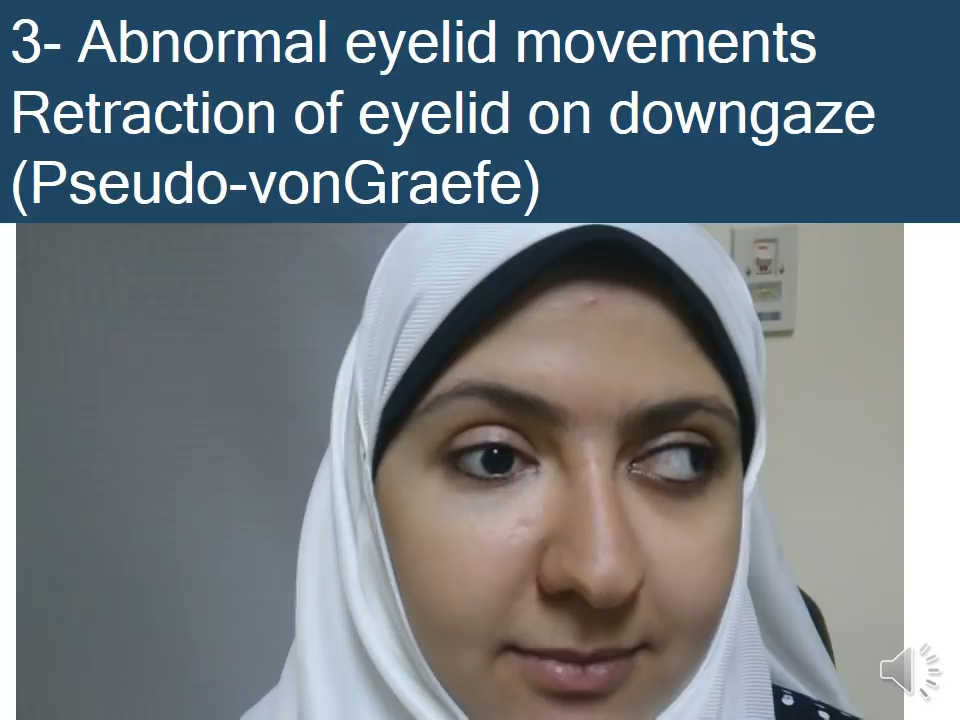 3- Abnormal eyelid movements
Retraction of eyelid on downgaze
(Pseudo-vonGraefe)